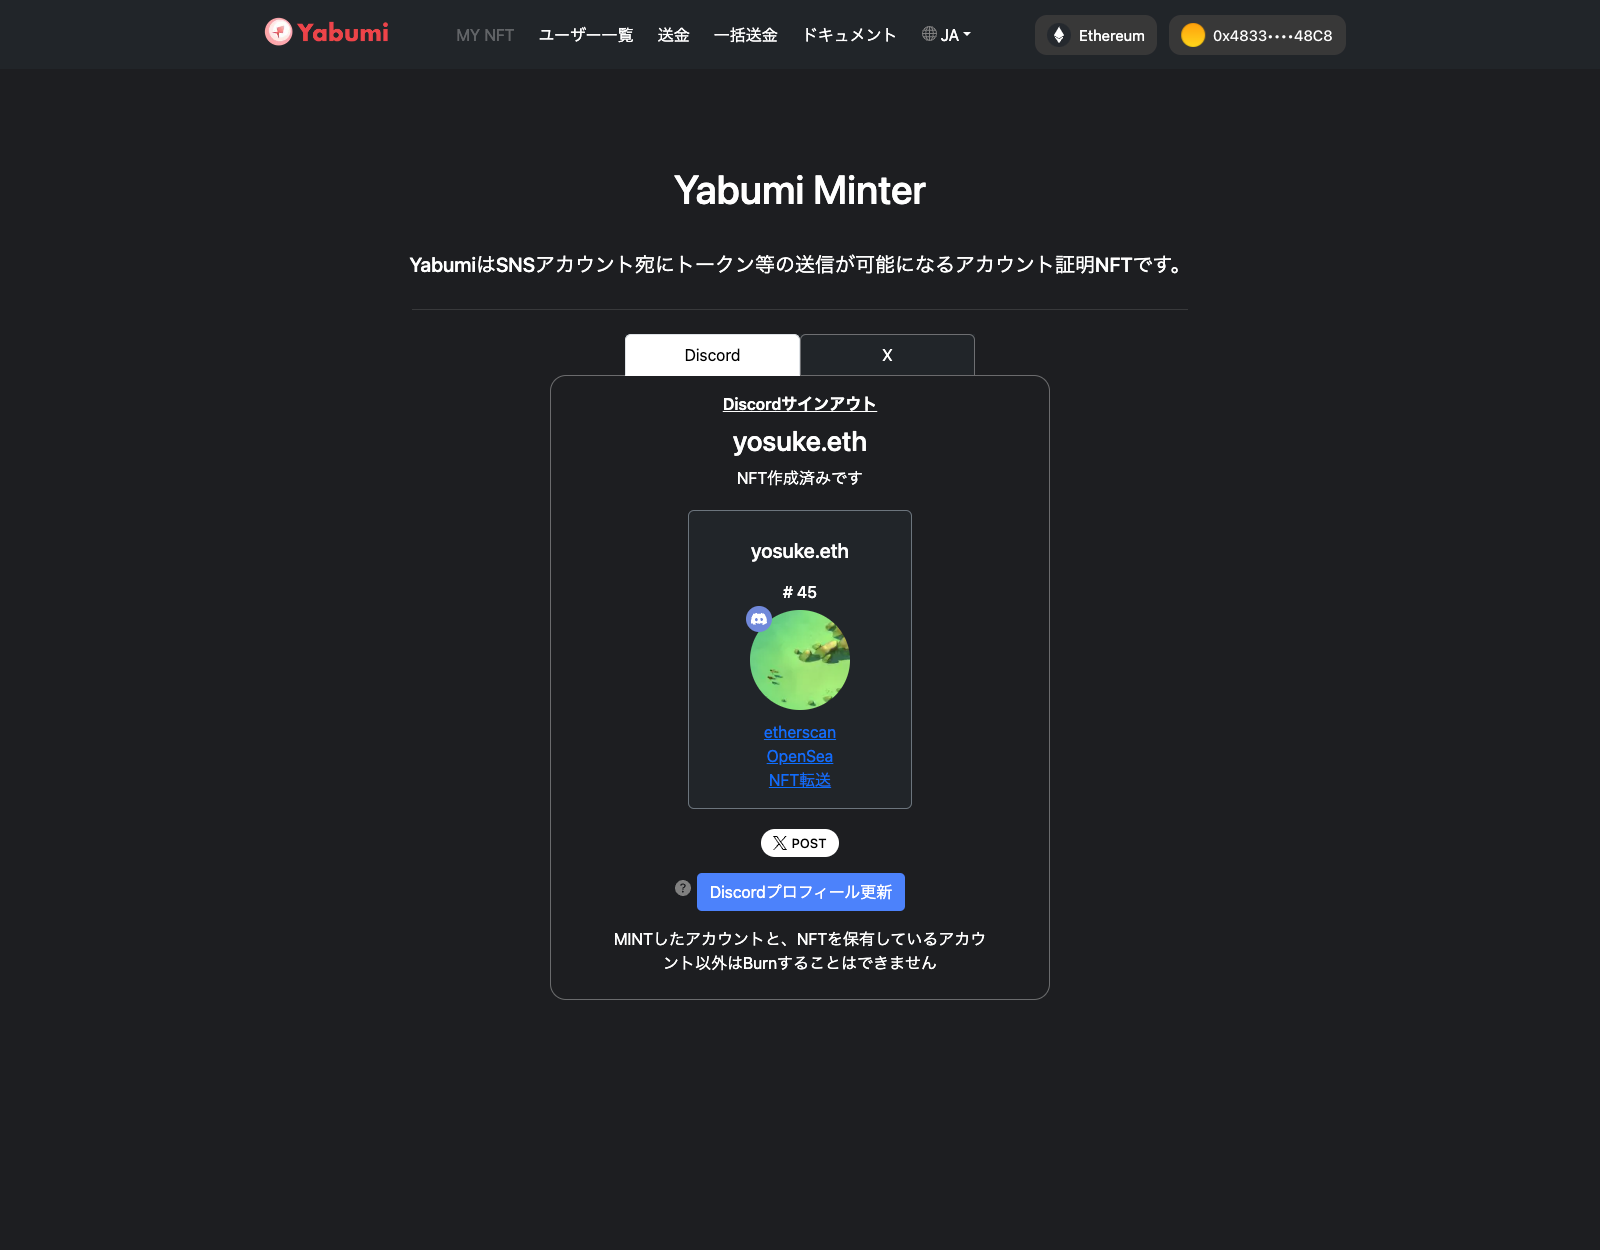 Yabumi
MY NFT
ユーザー一覧
送金
一括送金
ドキュメント
JA
Ethereum
0x4833••••48C8
Yabumi Minter
YabumiはSNSアカウント宛にトークン等の送信が可能になるアカウント証明NFTです。
Discord
X
Discordサインアウト
yosuke.eth
NFT作成済みです
yosuke.eth
# 45
etherscan
OpenSea
NFT転送
POST
?
Discordプロフィール更新
MINTしたアカウントと、NFTを保有しているアカウ
ント以外はBurnすることはできません